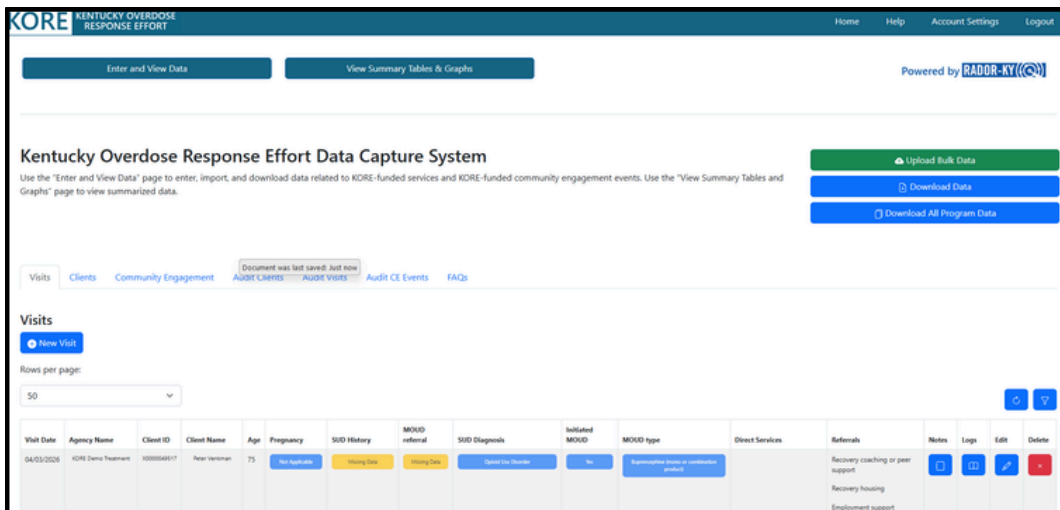 KORE KENTUCKY OVERDOSE
RESPONSE EFFORT
Home Help Account Settings Logout
Enter and View Data View Summary Tables & Graphs
Powered by RADOR-KY
Kentucky Overdose Response Effort Data Capture System
Use the "Enter and View Data" page to enter, import, and download data related to KORE-funded services and KORE-funded community engagement events. Use the "View Summary Tables and
Graphs" page to view summarized data.
Upload Bulk Data
Download Data
Download All Program Data
Document was last saved: Just now
Visits Clients Community Engagement Audit Clients Audit Visits Audit CE Events FAQs
Visits
New Visit
Rows per page:
50
Visit Date Agency Name Client ID Client Name Age Pregnancy SUD History MOUD referral SUD Diagnosis Initiated MOUD MOUD type Direct Services Referrals Notes Logs Edit Delete
04/03/2026 KORE Demo Treatment Peter Venkman 75 Not Applicable Missing Data Missing Data Opioid Use Disorder Yes Buprenorphine (mono or combination product) Recovery coaching or peer support
Recovery housing
Employment support